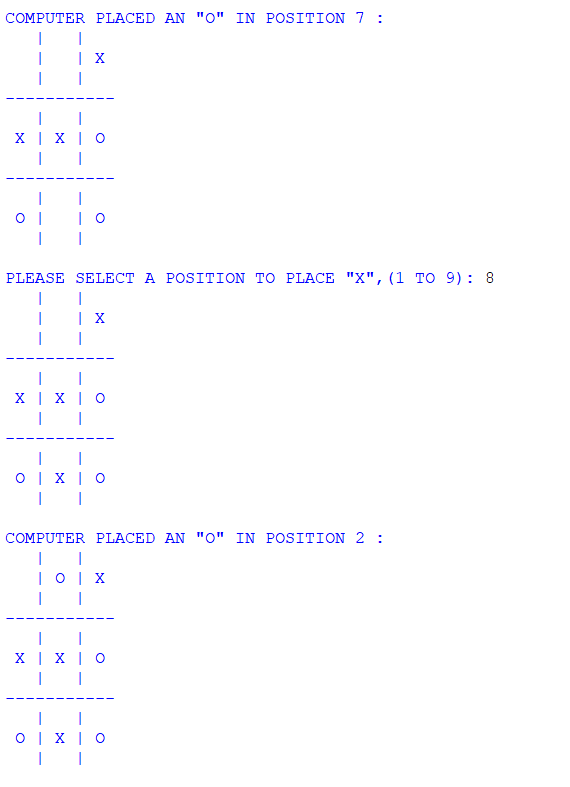 COMPUTER PLACED AN "O" IN POSITION 7 :
   |   |
   |   | X
   |   |
-----------
   |   |
 X | X | O
   |   |
-----------
   |   |
 O |   | O
   |   |

PLEASE SELECT A POSITION TO PLACE "X",(1 TO 9): 8
   |   |
   |   | X
   |   |
-----------
   |   |
 X | X | O
   |   |
-----------
   |   |
 O | X | O
   |   |

COMPUTER PLACED AN "O" IN POSITION 2 :
   |   |
   | O | X
   |   |
-----------
   |   |
 X | X | O
   |   |
-----------
   |   |
 O | X | O
   |   |